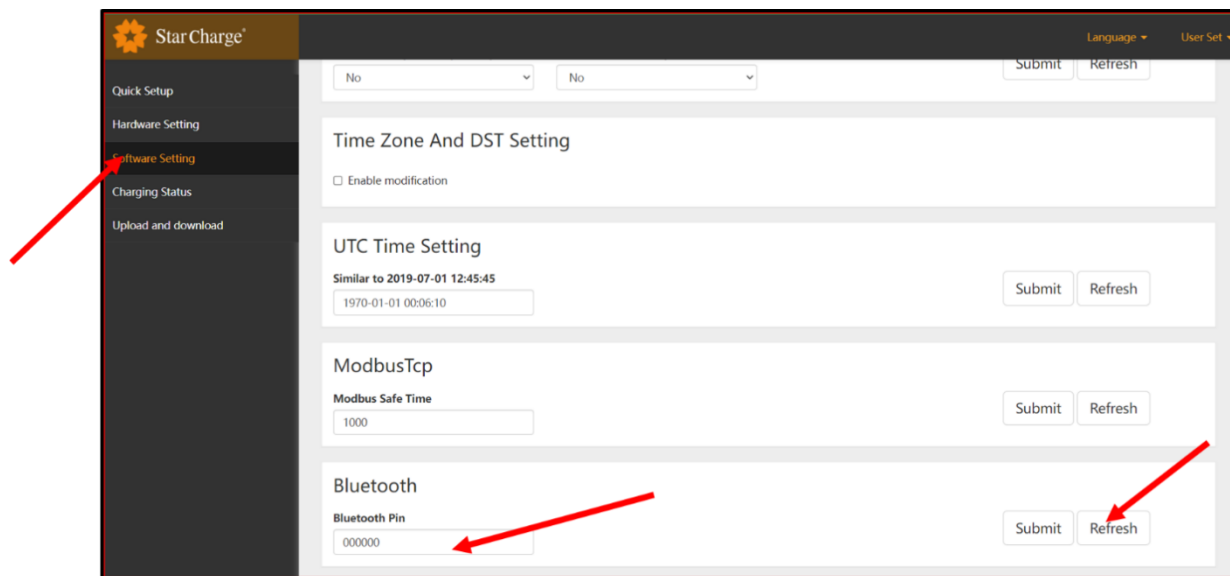 Star Charge®
Language
User Set
Quick Setup
Hardware Setting
Software Setting
Charging Status
Upload and download
No
No
Submit
Refresh
Time Zone And DST Setting
Enable modification
UTC Time Setting
Similar to 2019-07-01 12:45:45
1970-01-01 00:06:10
Submit
Refresh
ModbusTcp
Modbus Safe Time
1000
Submit
Refresh
Bluetooth
Bluetooth Pin
000000
Submit
Refresh